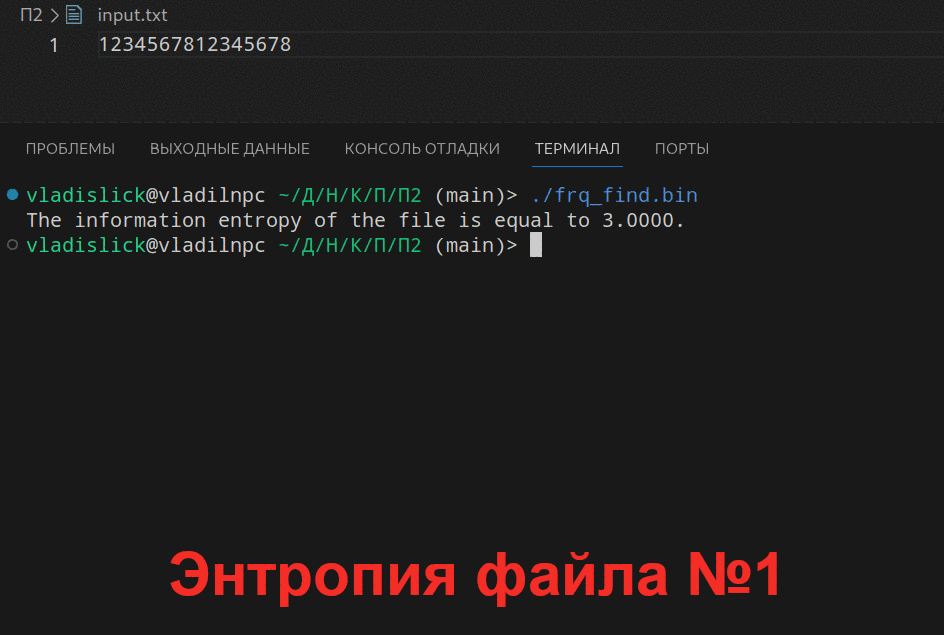 П2 > input.txt
1 1234567812345678
ПРОБЛЕМЫ ВЫХОДНЫЕ ДАННЫЕ КОНСОЛЬ ОТЛАДКИ ТЕРМИНАЛ ПОРТЫ
vladislick@vladilnpc ~/Д/Н/К/П/П2 (main)> ./frq_find.bin
The information entropy of the file is equal to 3.0000.
vladislick@vladilnpc ~/Д/Н/К/П/П2 (main)>
Энтропия файла №1